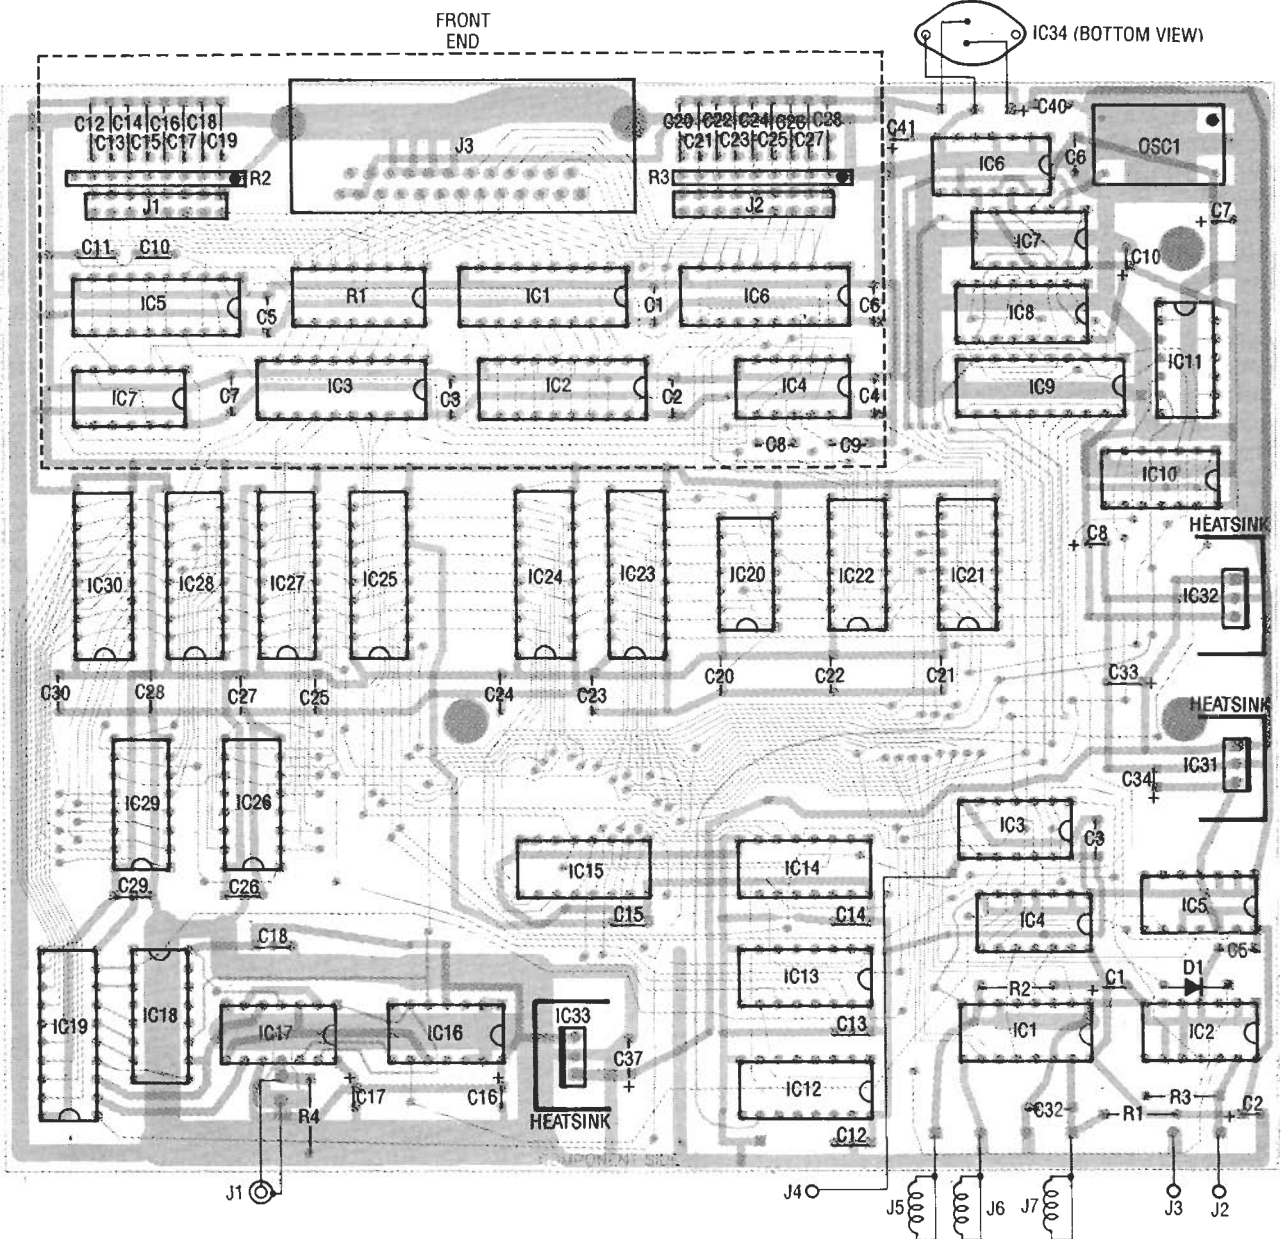 FRONT
END
IC34 (BOTTOM VIEW)
C12 C14 C16 C18
C13 C15 C17 C19
J3
C20 C22 C24 C26 C28
C21 C23 C25 C27
C41
C40
IC6
C6
OSC1
R2
R3
J1
J2
C7
IC7
C11 C10
C10
IC5
C5
R1
IC1
C1
IC6
C6
IC8
IC11
IC7
C7
IC3
C3
IC2
C2
IC4
C4
IC9
C8
C9
IC10
HEATSINK
C8
IC30
IC28
IC27
IC25
IC24
IC23
IC20
IC22
IC21
IC32
C30
C28
C27
C25
C24
C23
C20
C22
C21
C33
HEATSINK
IC31
C34
IC29
IC26
IC3
C3
IC15
IC14
C29
C26
C15
C14
IC4
IC5
C18
C5
IC13
D1
R2
C1
IC19
IC18
IC17
IC16
IC33
C37
C13
IC1
IC2
IC12
C17
C16
R4
HEATSINK
C32
R1
R3
C2
C12
COMPONENT SIDE
J1
J4
J5
J6
J7
J3
J2